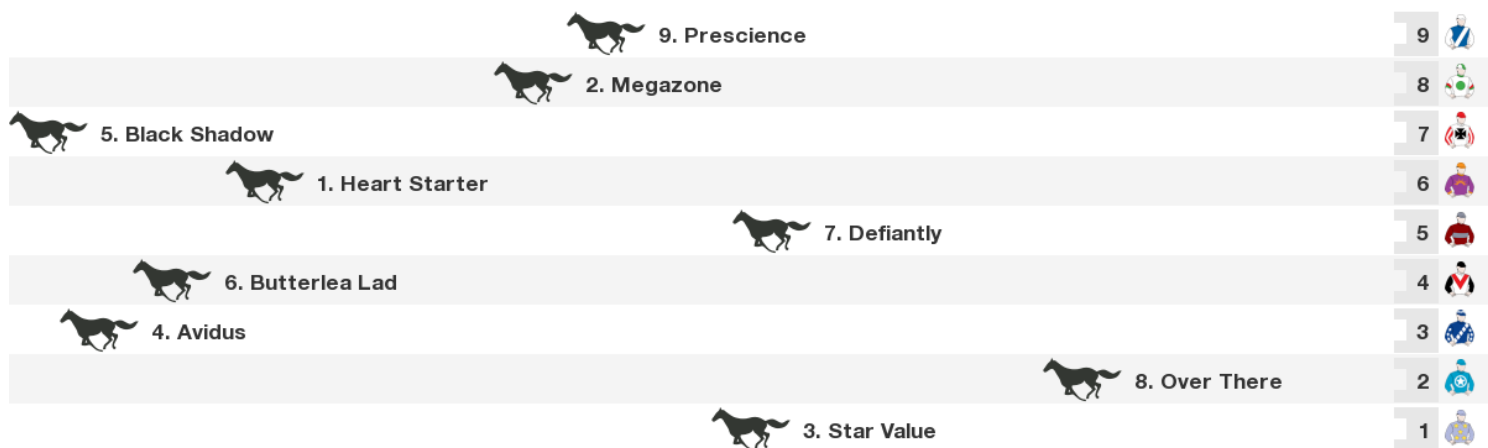 9. Prescience 9
2. Megazone 8
5. Black Shadow 7
1. Heart Starter 6
7. Defiantly 5
6. Butterlea Lad 4
4. Avidus 3
8. Over There 2
3. Star Value 1